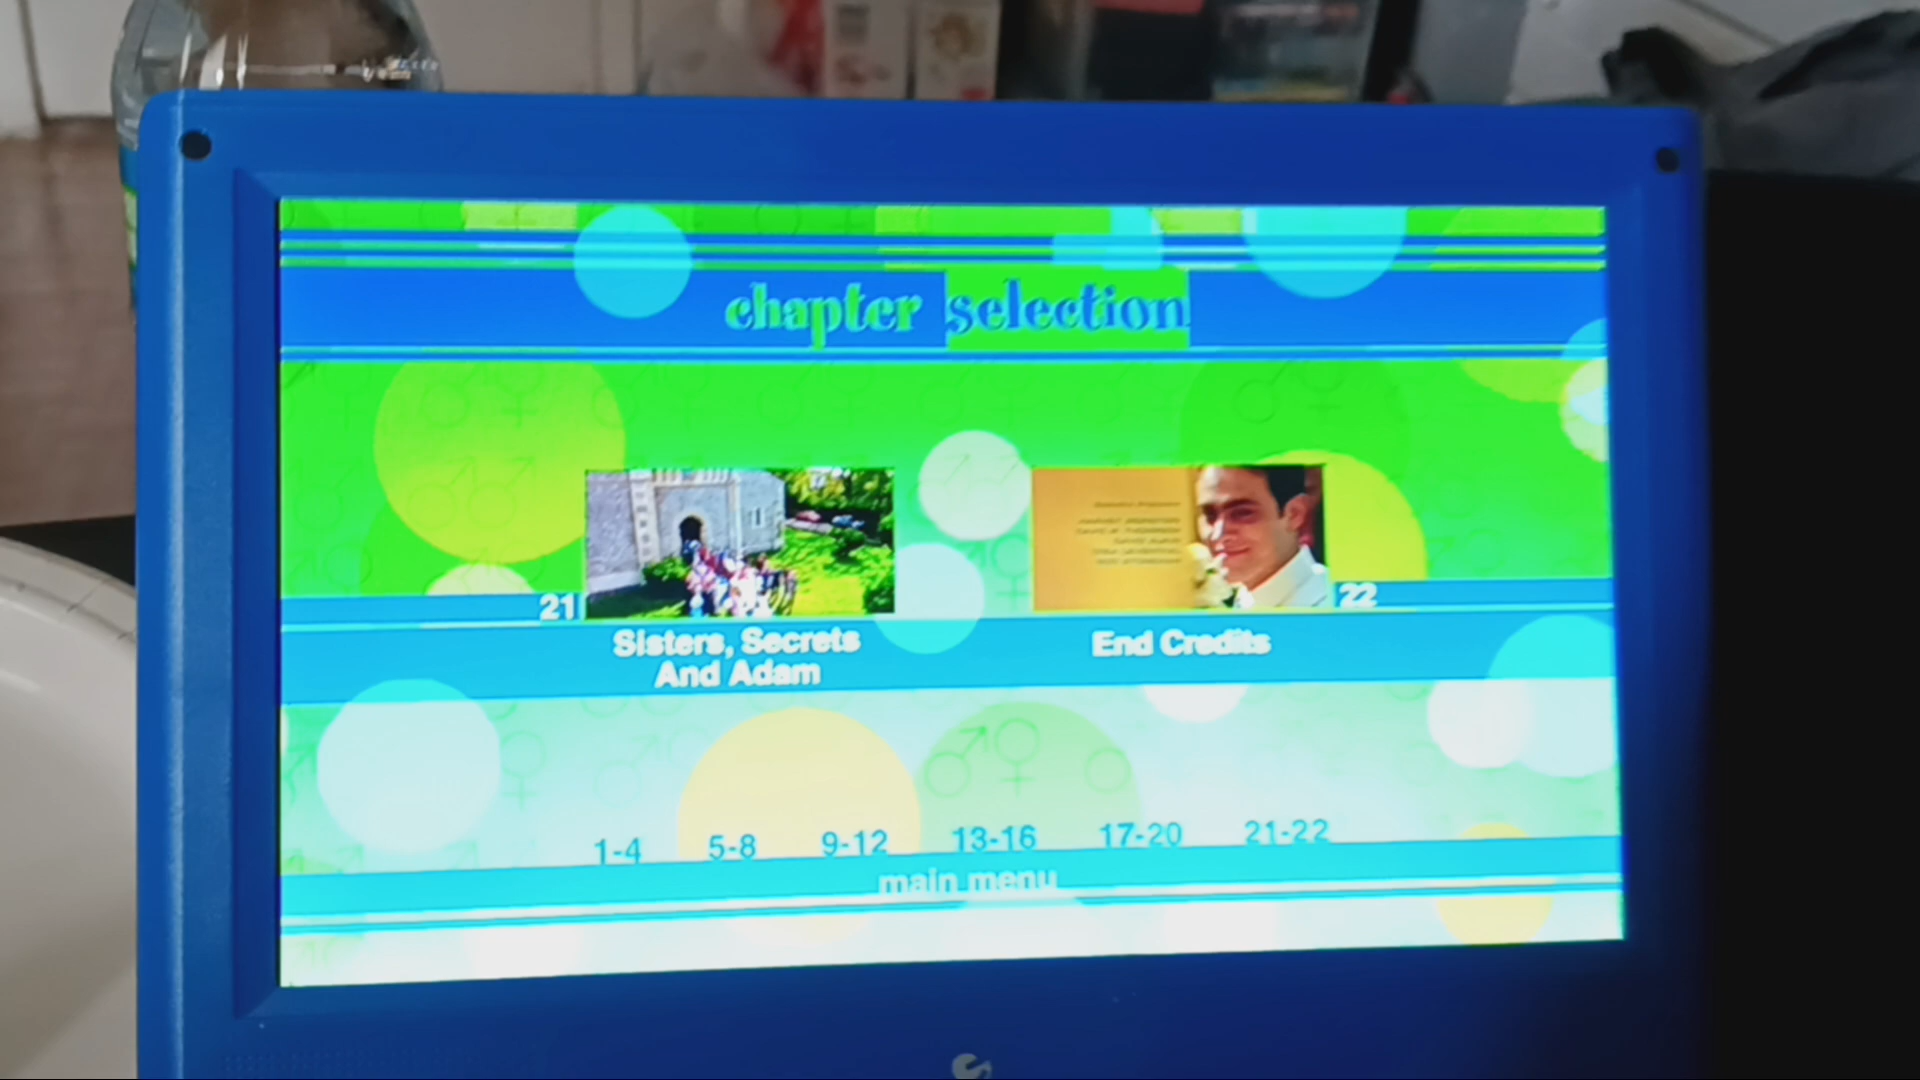 chapter selection
21
22
Sisters, Secrets
And Adam
End Credits
1-4 5-8 9-12 13-16 17-20 21-22
main menu